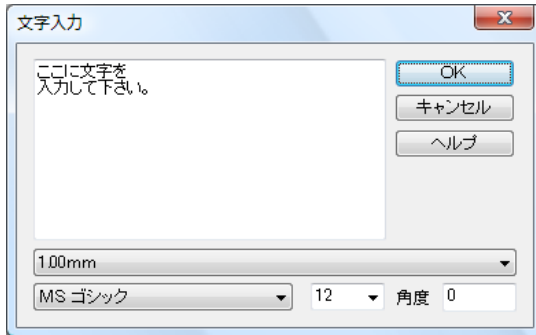 文字入力
ここに文字を
入力して下さい。
OK
キャンセル
ヘルプ
1.00mm
MS ゴシック
12
角度
0